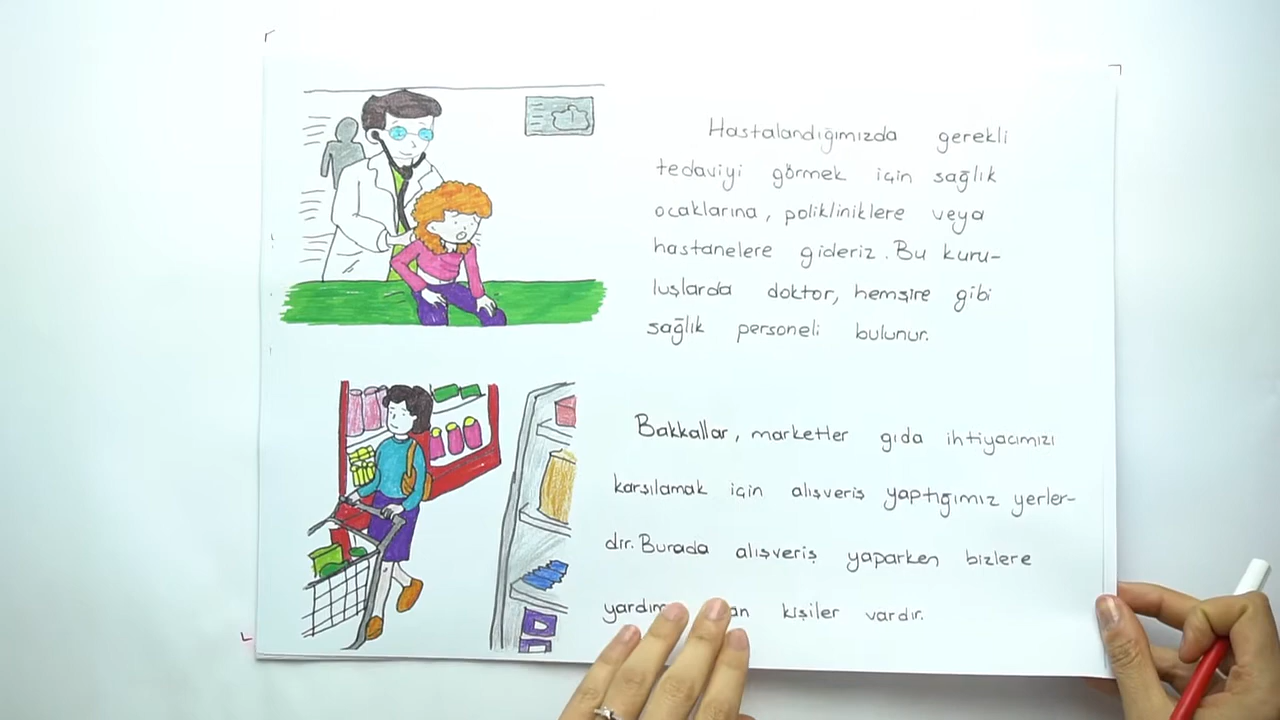 Hastalandığımızda gerekli
tedaviyi görmek için sağlık
ocaklarına, polikliniklere veya
hastanelere gideriz. Bu kuru-
luşlarda doktor, hemşire gibi
sağlık personeli bulunur.
Bakkallar, marketler gıda ihtiyacımızı
karşılamak için alışveriş yaptığımız yerler-
dir. Burada alışveriş yaparken bizlere
kişiler vardır.